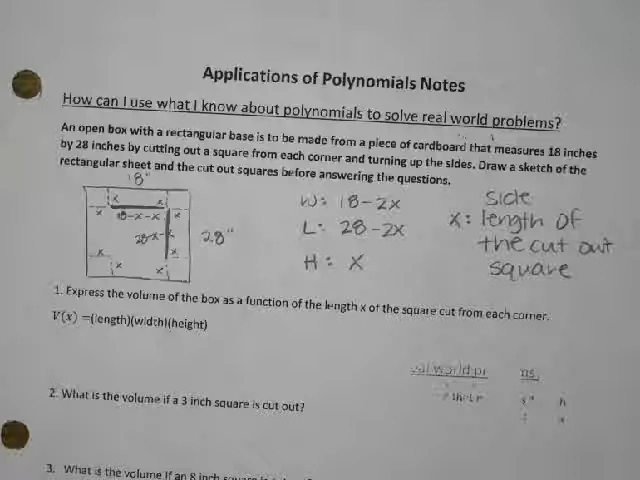 Applications of Polynomials Notes
How can I use what I know about polynomials to solve real world problems?
An open box with a rectangular base is to be made from a piece of cardboard that measures 18 inches
by 28 inches by cutting out a square from each corner and turning up the sides. Draw a sketch of the
rectangular sheet and the cut out squares before answering the questions.
18"
x x
x 18-x-x x
28-x-x 28"
x x
x x
W: 18-2x
L: 28-2x
H: x
side
x: length of
the cut out
square
1. Express the volume of the box as a function of the length x of the square cut from each corner.
V(x) =(length)(width)(height)
2. What is the volume if a 3 inch square is cut out?
3. What is the volume if an 8 inch square is